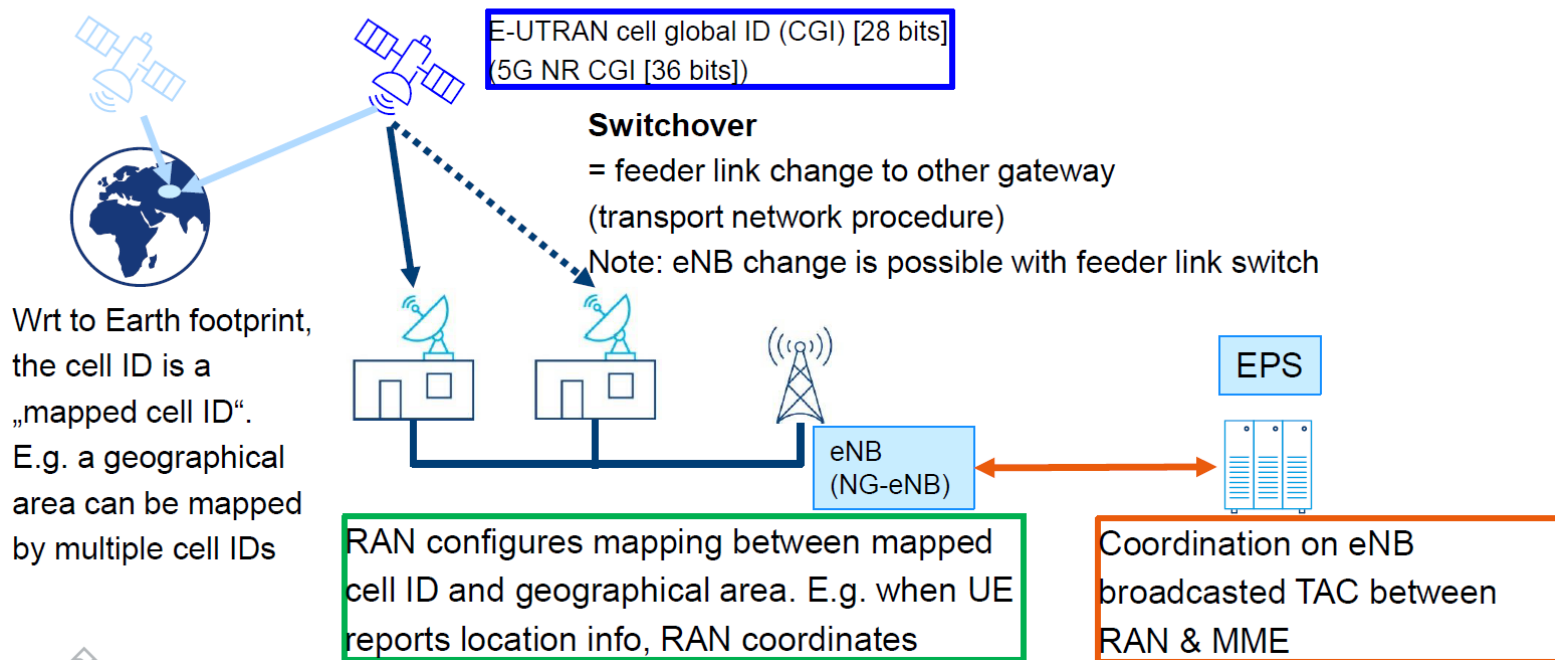 E-UTRAN cell global ID (CGI) [28 bits]
(5G NR CGI [36 bits])
Switchover
= feeder link change to other gateway
(transport network procedure)
Note: eNB change is possible with feeder link switch
Wrt to Earth footprint,
the cell ID is a
„mapped cell ID“.
E.g. a geographical
area can be mapped
by multiple cell IDs
EPS
eNB
(NG-eNB)
RAN configures mapping between mapped
cell ID and geographical area. E.g. when UE
reports location info, RAN coordinates
Coordination on eNB
broadcasted TAC between
RAN & MME